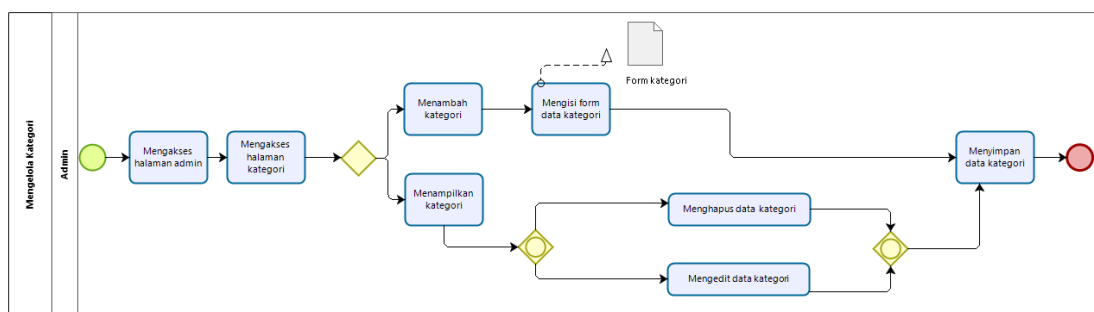 Mengelola Kategori
Admin
Mengakses
halaman admin
Mengakses
halaman
kategori
Menambah
kategori
Mengisi form
data kategori
Form kategori
Menampilkan
kategori
Menghapus data kategori
Mengedit data kategori
Menyimpan
data kategori